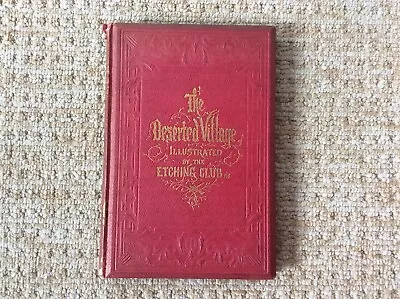 The
Deserted Village
ILLUSTRATED
BY THE
ETCHING CLUB